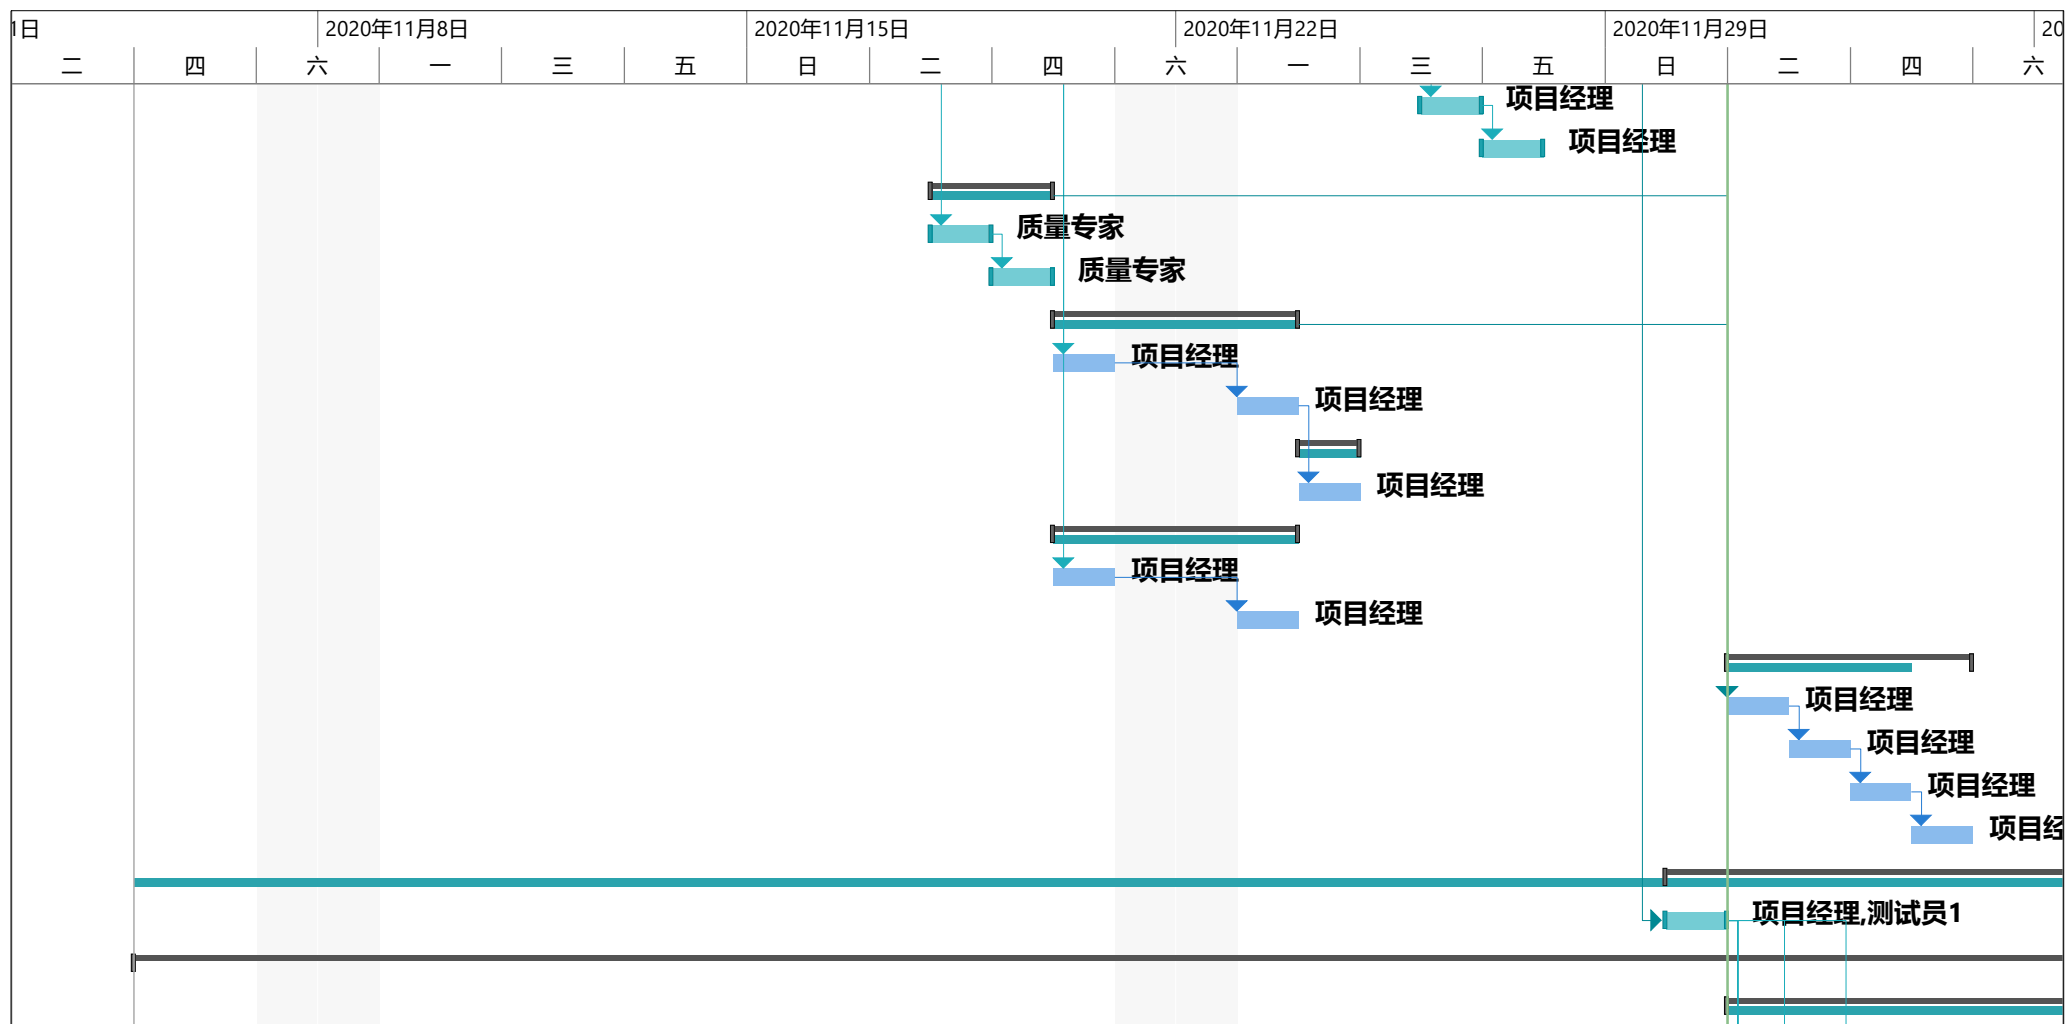 1日 2020年11月8日 2020年11月15日 2020年11月22日 2020年11月29日 20
二 四 六 一 三 五 日 二 四 六 一 三 五 日 二 四 六
项目经理
项目经理
质量专家
质量专家
项目经理
项目经理
项目经理
项目经理
项目经理
项目经理
项目经理
项目经理
项目经
项目经理,测试员1